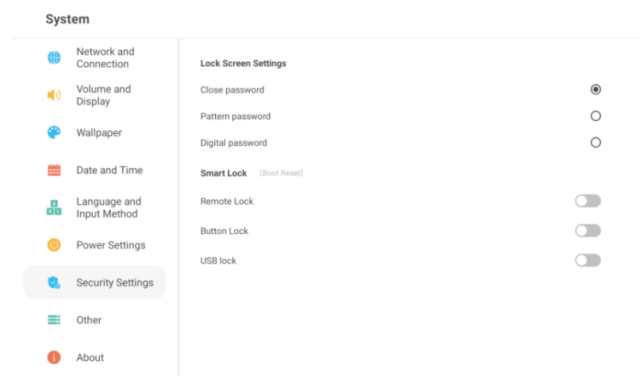 System
Network and
Connection
Volume and
Display
Wallpaper
Date and Time
Language and
Input Method
Power Settings
Security Settings
Other
About
Lock Screen Settings
Close password
Pattern password
Digital password
Smart Lock (Boot Reset)
Remote Lock
Button Lock
USB lock